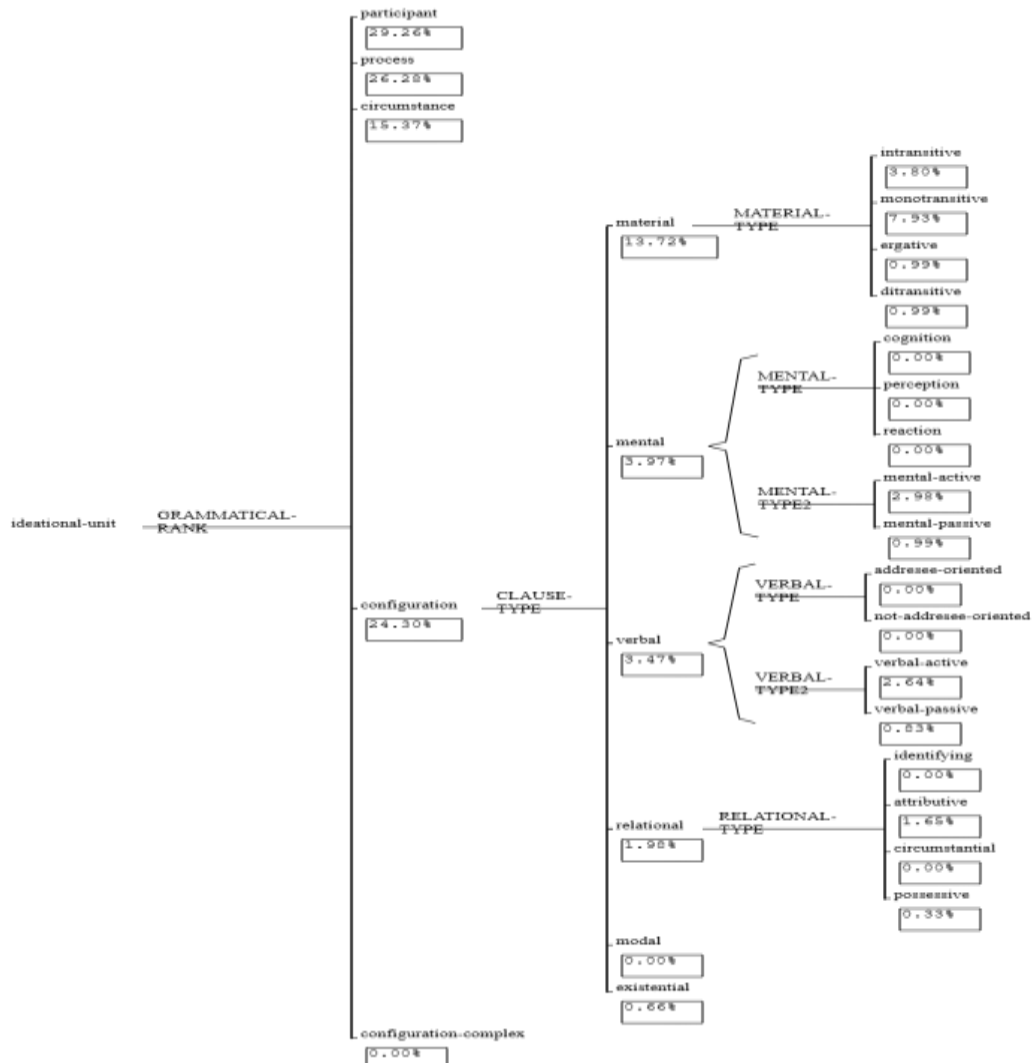 participant
29.26%
process
26.28%
circumstance
15.37%
intransitive
3.80%
material
13.72%
MATERIAL-
TYPE
monotransitive
7.93%
ergative
0.99%
ditransitive
0.99%
cognition
0.00%
MENTAL-
TYPE
perception
0.00%
reaction
0.00%
mental
3.97%
mental-active
2.98%
MENTAL-
TYPE2
mental-passive
0.99%
ideational-unit
GRAMMATICAL-
RANK
addresee-oriented
0.00%
VERBAL-
TYPE
configuration
24.30%
CLAUSE-
TYPE
not-addresee-oriented
0.00%
verbal
3.47%
verbal-active
2.64%
VERBAL-
TYPE2
verbal-passive
0.83%
identifying
0.00%
attributive
1.65%
relational
1.98%
RELATIONAL-
TYPE
circumstantial
0.00%
possessive
0.33%
modal
0.00%
existential
0.66%
configuration-complex
0.00%